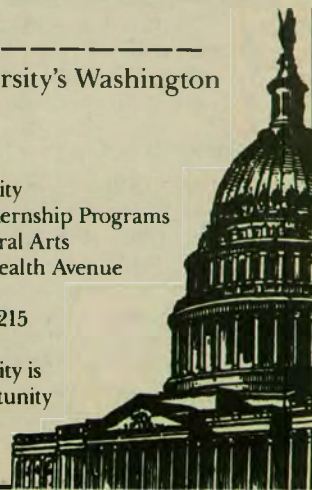 rsity's Washington
ity
ernship Programs
ral Arts
ealth Avenue
215
ity is
tunity